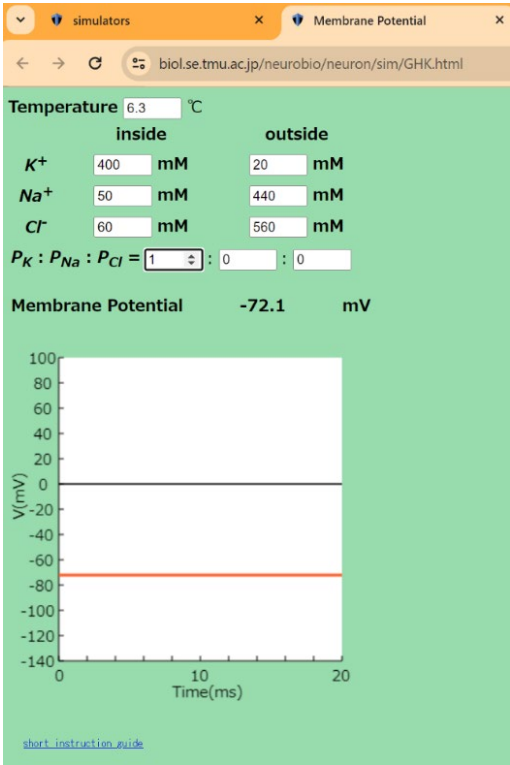 simulators
Membrane Potential
biol.se.tmu.ac.jp/neurobio/neuron/sim/GHK.html
Temperature 6.3 ℃
inside outside
K+ 400 mM 20 mM
Na+ 50 mM 440 mM
Cl- 60 mM 560 mM
PK : PNa : PCl = 1 : 0 : 0
Membrane Potential -72.1 mV
100
80
60
40
20
0
-20
-40
-60
-80
-100
-120
-140
V(mV)
0 10 20
Time(ms)
short instruction guide